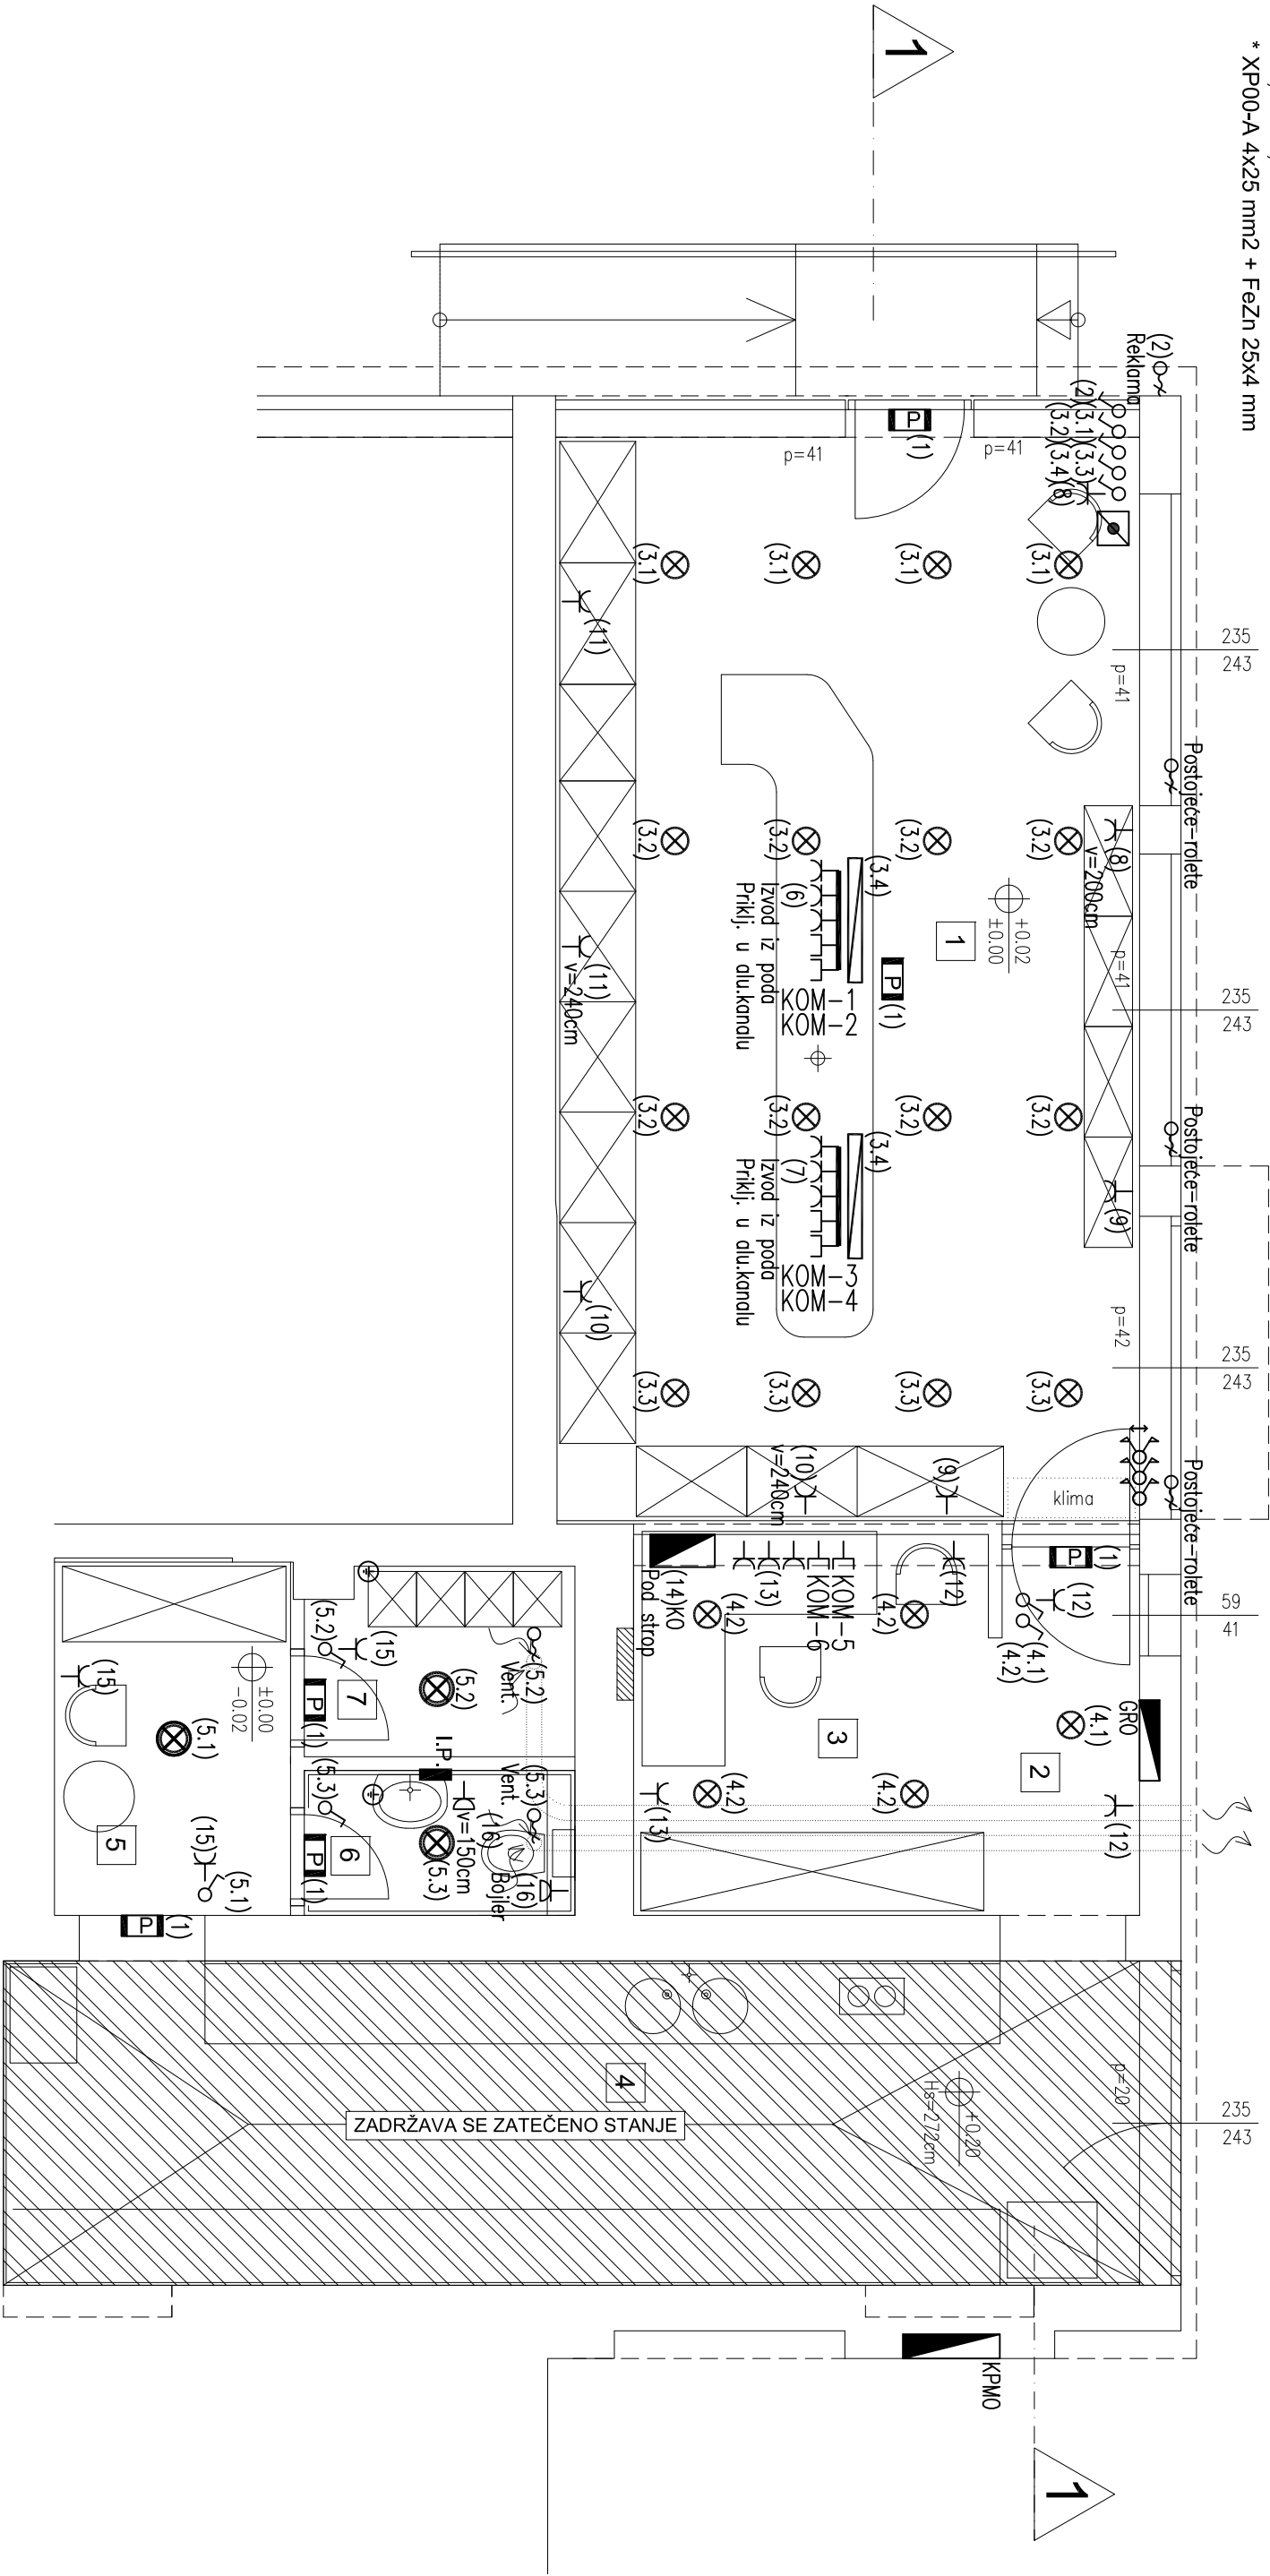 * XP00-A 4x25 mm2 + FeZn 25x4 mm
1
(2)
Reklama
(2)(3.1)(3.3)
(3.2)(3.4)(8)
P
(1)
p=41
p=41
(3.1)
(3.1)
(3.1)
(3.1)
(11)
235
243
p=41
Postojeće-rolete
(3.2)
(3.2)
(3.2)
(3.2)
(8)
v=200cm
(3.4)
(6)
Izvod iz poda
Priklj. u alu.kanalu
KOM-1
KOM-2
+0.02
±0.00
1
P
(1)
(11)
v=240cm
p=41
235
243
Postojeće-rolete
(3.2)
(3.2)
(3.2)
(3.2)
(3.4)
(7)
Izvod iz poda
Priklj. u alu.kanalu
KOM-3
KOM-4
(9)
(10)
p=42
235
243
(3.3)
(3.3)
(3.3)
(3.3)
Postojeće-rolete
(10)
v=240cm
(9)
klima
P
(1)
(12)
(12)
59
41
(14)KO
Pod strop
(13)
KOM-5
KOM-6
(4.2)
(4.2)
(4.1)
(4.2)
(4.1)
GRO
3
2
(4.2)
(4.2)
(13)
(12)
(5.2)
(15)
(5.2)
(5.2)
Vent.
7
P
(1)
(15)
±0.00
-0.02
(5.1)
I.P.
(5.3)
Vent.
(5.3)
(16)
v=150cm
(5.3)
(16)
Bojler
6
P
(1)
5
(15)
(5.1)
P
(1)
4
ZADRŽAVA SE ZATEČENO STANJE
+0.20
Hs=272cm
p=20
235
243
KPMO
1